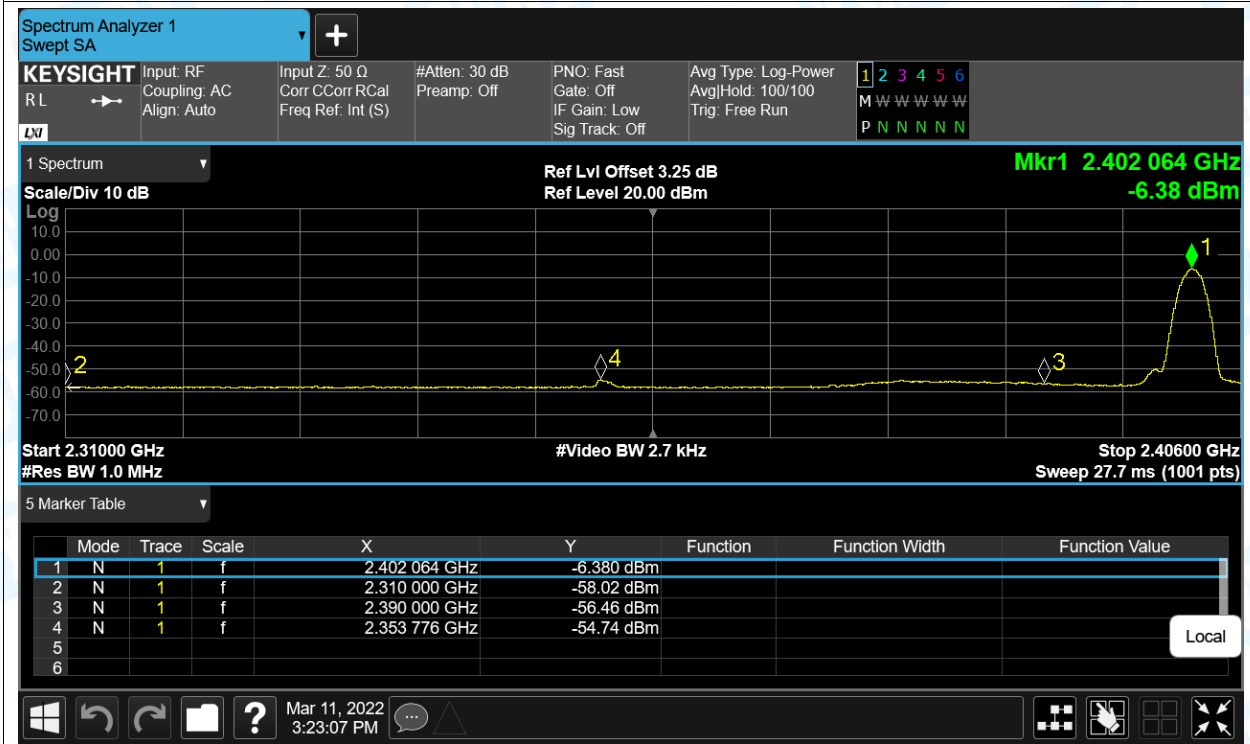 Spectrum Analyzer 1
Swept SA
+
KEYSIGHT
R L
LXI
Input: RF
Coupling: AC
Align: Auto
Input Z: 50 Ω
Corr CCorr RCal
Freq Ref: Int (S)
#Atten: 30 dB
Preamp: Off
PNO: Fast
Gate: Off
IF Gain: Low
Sig Track: Off
Avg Type: Log-Power
Avg|Hold: 100/100
Trig: Free Run
1 2 3 4 5 6
M W W W W W
P N N N N N
1 Spectrum
Scale/Div 10 dB
Ref Lvl Offset 3.25 dB
Ref Level 20.00 dBm
Mkr1 2.402 064 GHz
-6.38 dBm
Log
10.0
0.00
-10.0
-20.0
-30.0
-40.0
-50.0
-60.0
-70.0
2
4
3
1
Start 2.31000 GHz
#Res BW 1.0 MHz
#Video BW 2.7 kHz
Stop 2.40600 GHz
Sweep 27.7 ms (1001 pts)
5 Marker Table
Mode Trace Scale X Y Function Function Width Function Value
1 N 1 f 2.402 064 GHz -6.380 dBm
2 N 1 f 2.310 000 GHz -58.02 dBm
3 N 1 f 2.390 000 GHz -56.46 dBm
4 N 1 f 2.353 776 GHz -54.74 dBm
5
6
Local
?
Mar 11, 2022
3:23:07 PM